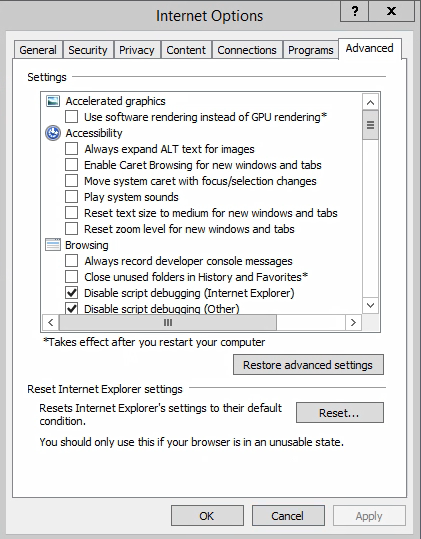 Internet Options
? X
General Security Privacy Content Connections Programs Advanced
Settings
Accelerated graphics
Use software rendering instead of GPU rendering*
Accessibility
Always expand ALT text for images
Enable Caret Browsing for new windows and tabs
Move system caret with focus/selection changes
Play system sounds
Reset text size to medium for new windows and tabs
Reset zoom level for new windows and tabs
Browsing
Always record developer console messages
Close unused folders in History and Favorites*
Disable script debugging (Internet Explorer)
Disable script debugging (Other)
*Takes effect after you restart your computer
Restore advanced settings
Reset Internet Explorer settings
Resets Internet Explorer's settings to their default
condition.
Reset...
You should only use this if your browser is in an unusable state.
OK Cancel Apply